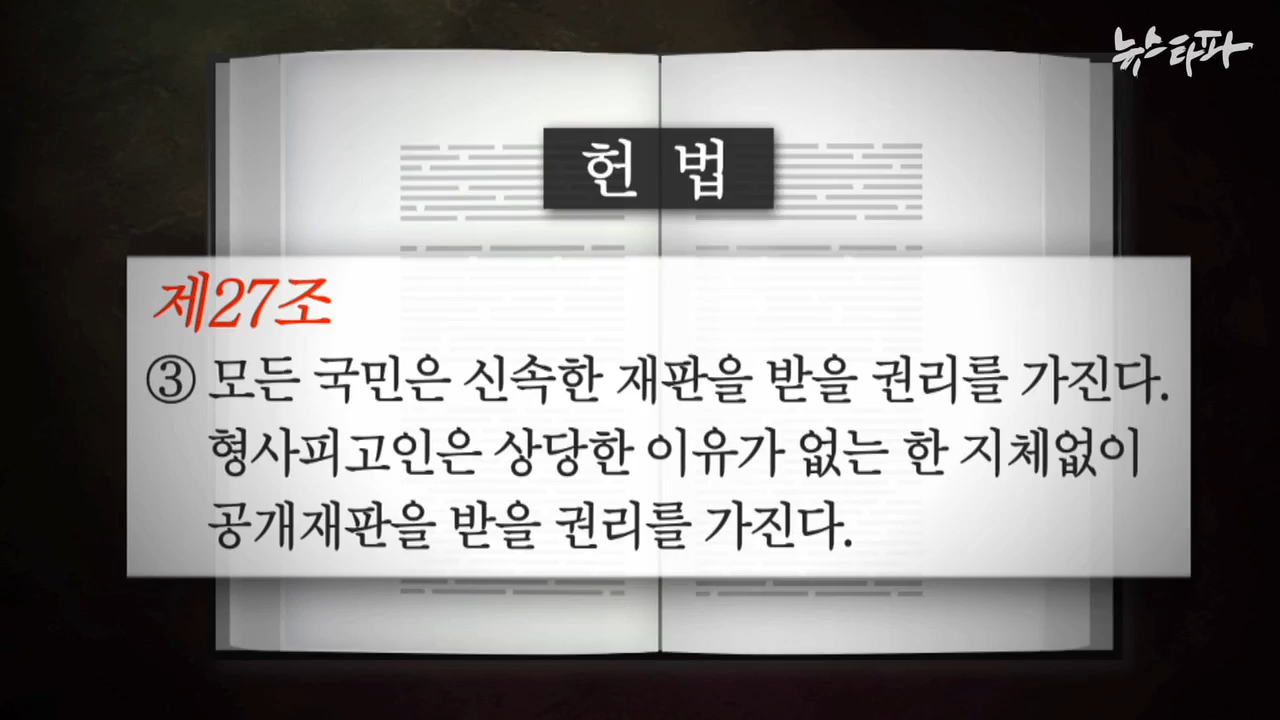 뉴스타파
헌 법
제27조
③ 모든 국민은 신속한 재판을 받을 권리를 가진다.
형사피고인은 상당한 이유가 없는 한 지체없이
공개재판을 받을 권리를 가진다.